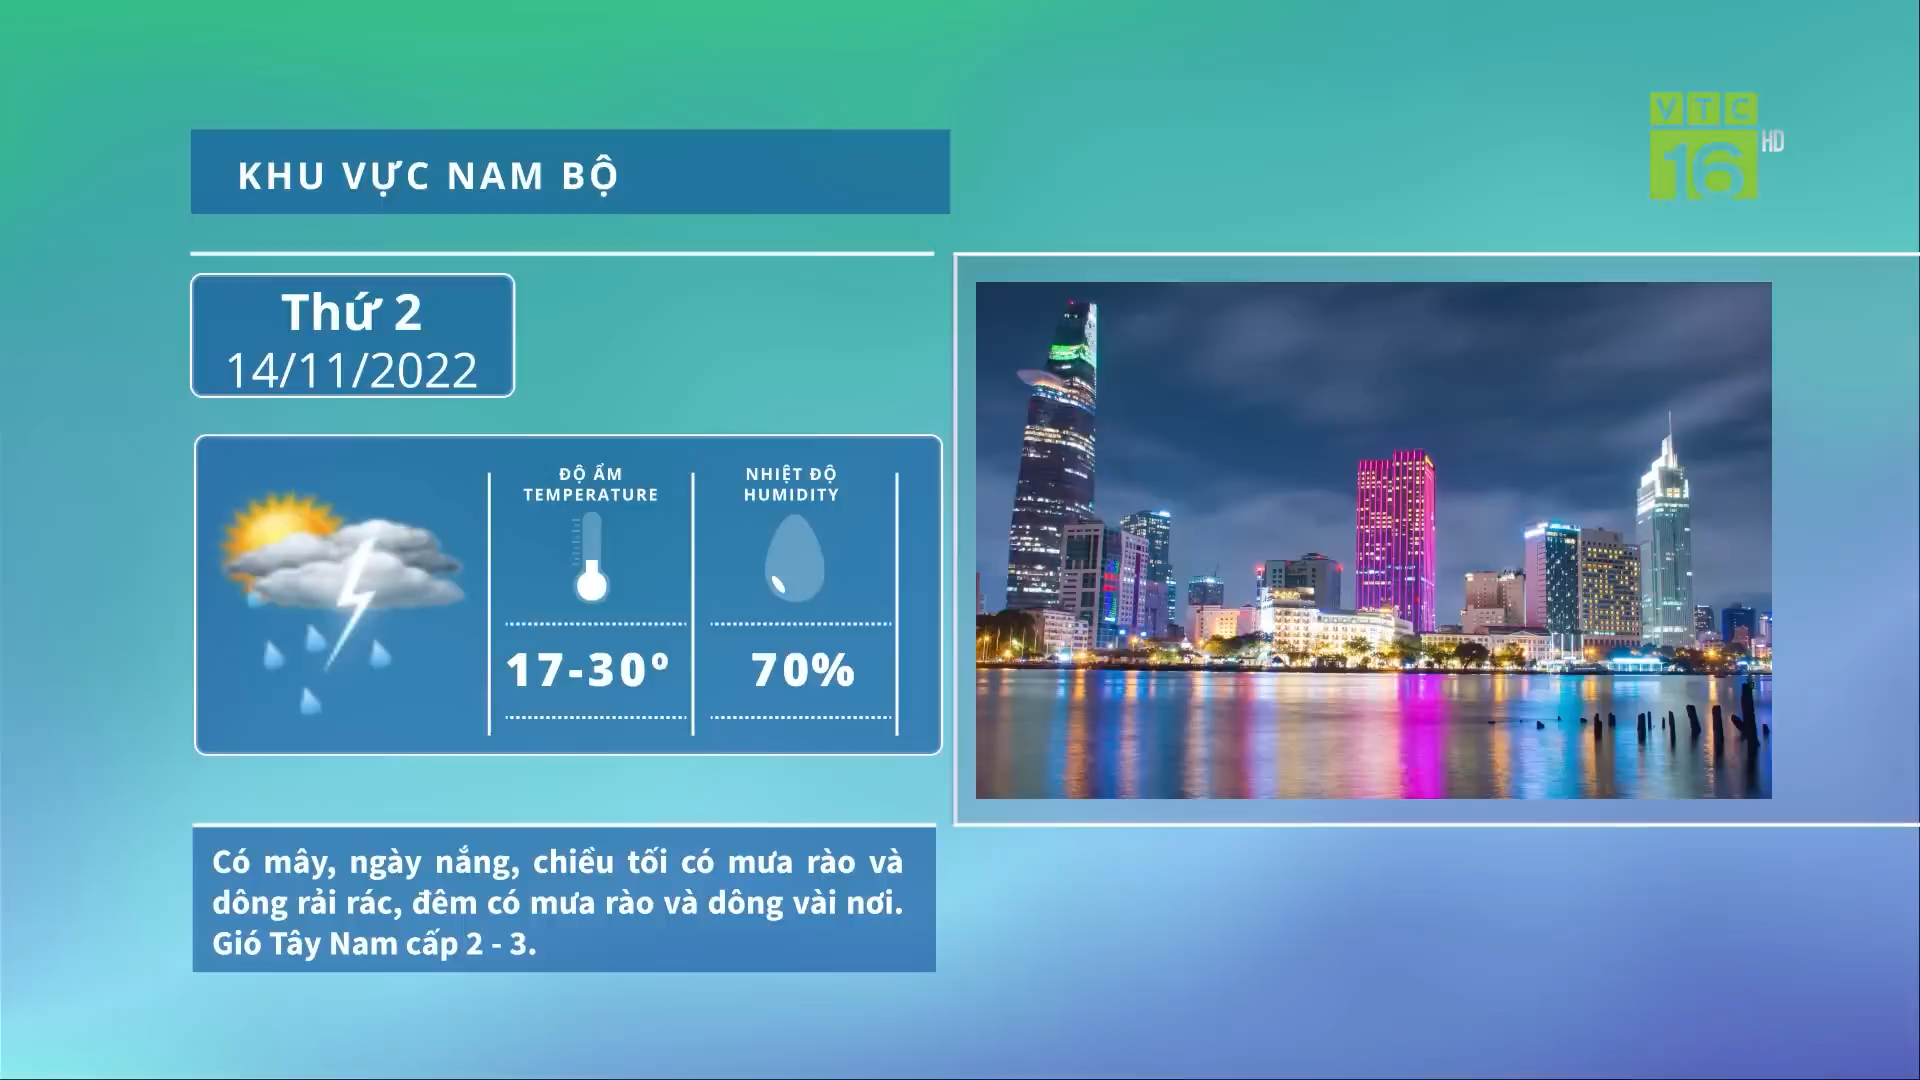 VTC
16 HD
KHU VỰC NAM BỘ
Thứ 2
14/11/2022
ĐỘ ẨM
TEMPERATURE
17-30°
NHIỆT ĐỘ
HUMIDITY
70%
Có mây, ngày nắng, chiều tối có mưa rào và
dông rải rác, đêm có mưa rào và dông vài nơi.
Gió Tây Nam cấp 2 - 3.